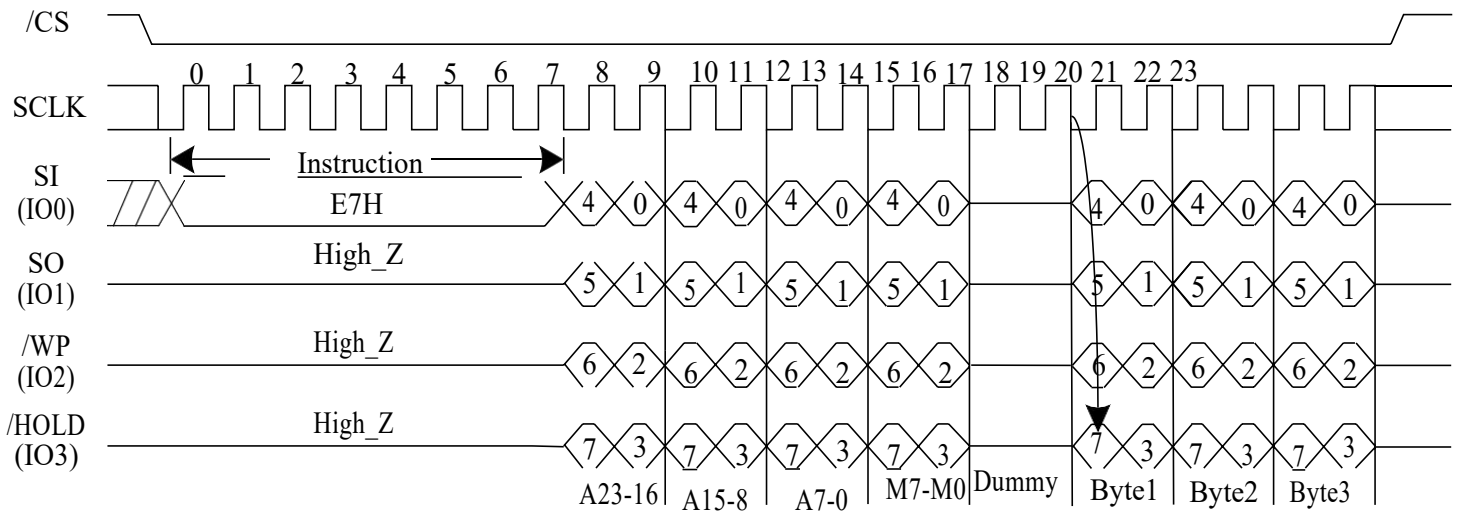 /CS
0 1 2 3 4 5 6 7 8 9 10 11 12 13 14 15 16 17 18 19 20 21 22 23
SCLK
Instruction
SI
(IO0)
E7H
4 0 4 0 4 0 4 0 4 0 4 0 4 0
High_Z
SO
(IO1)
5 1 5 1 5 1 5 1 5 1 5 1 5 1
High_Z
/WP
(IO2)
6 2 6 2 6 2 6 2 6 2 6 2 6 2
High_Z
/HOLD
(IO3)
7 3 7 3 7 3 7 3 7 3 7 3 7 3
A23-16 A15-8 A7-0 M7-M0 Dummy Byte1 Byte2 Byte3